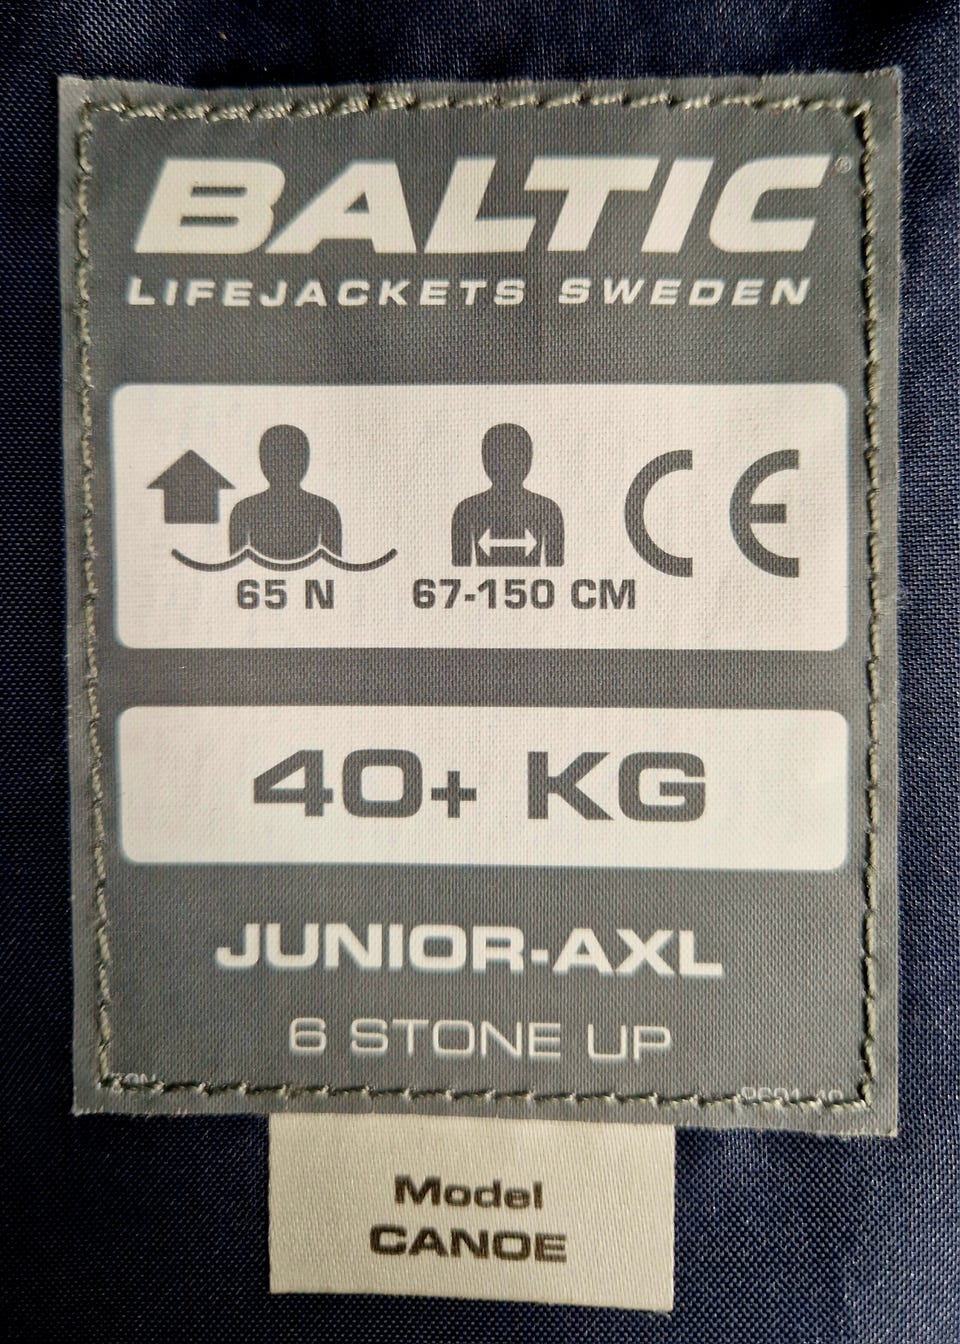 BALTIC®
LIFEJACKETS SWEDEN
65 N
67-150 CM
CE
40+ KG
JUNIOR-AXL
6 STONE UP
Model
CANOE